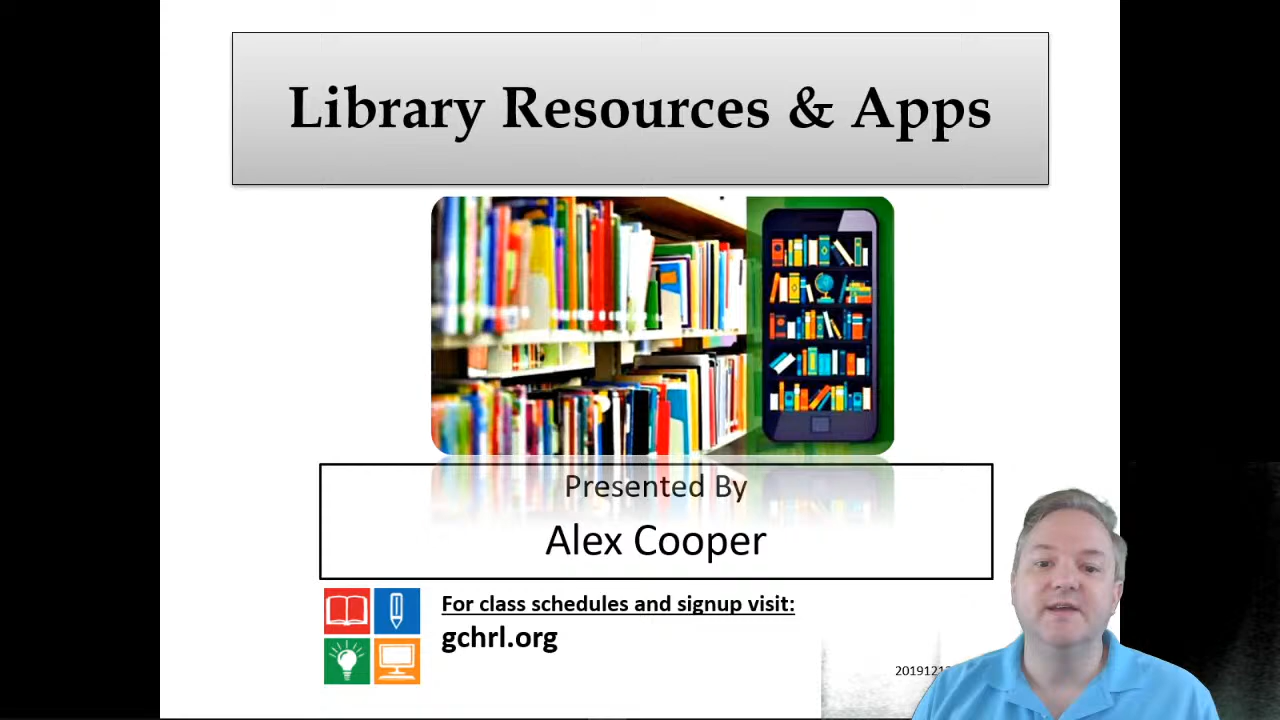 Library Resources & Apps
Presented By
Alex Cooper
For class schedules and signup visit:
gchrl.org